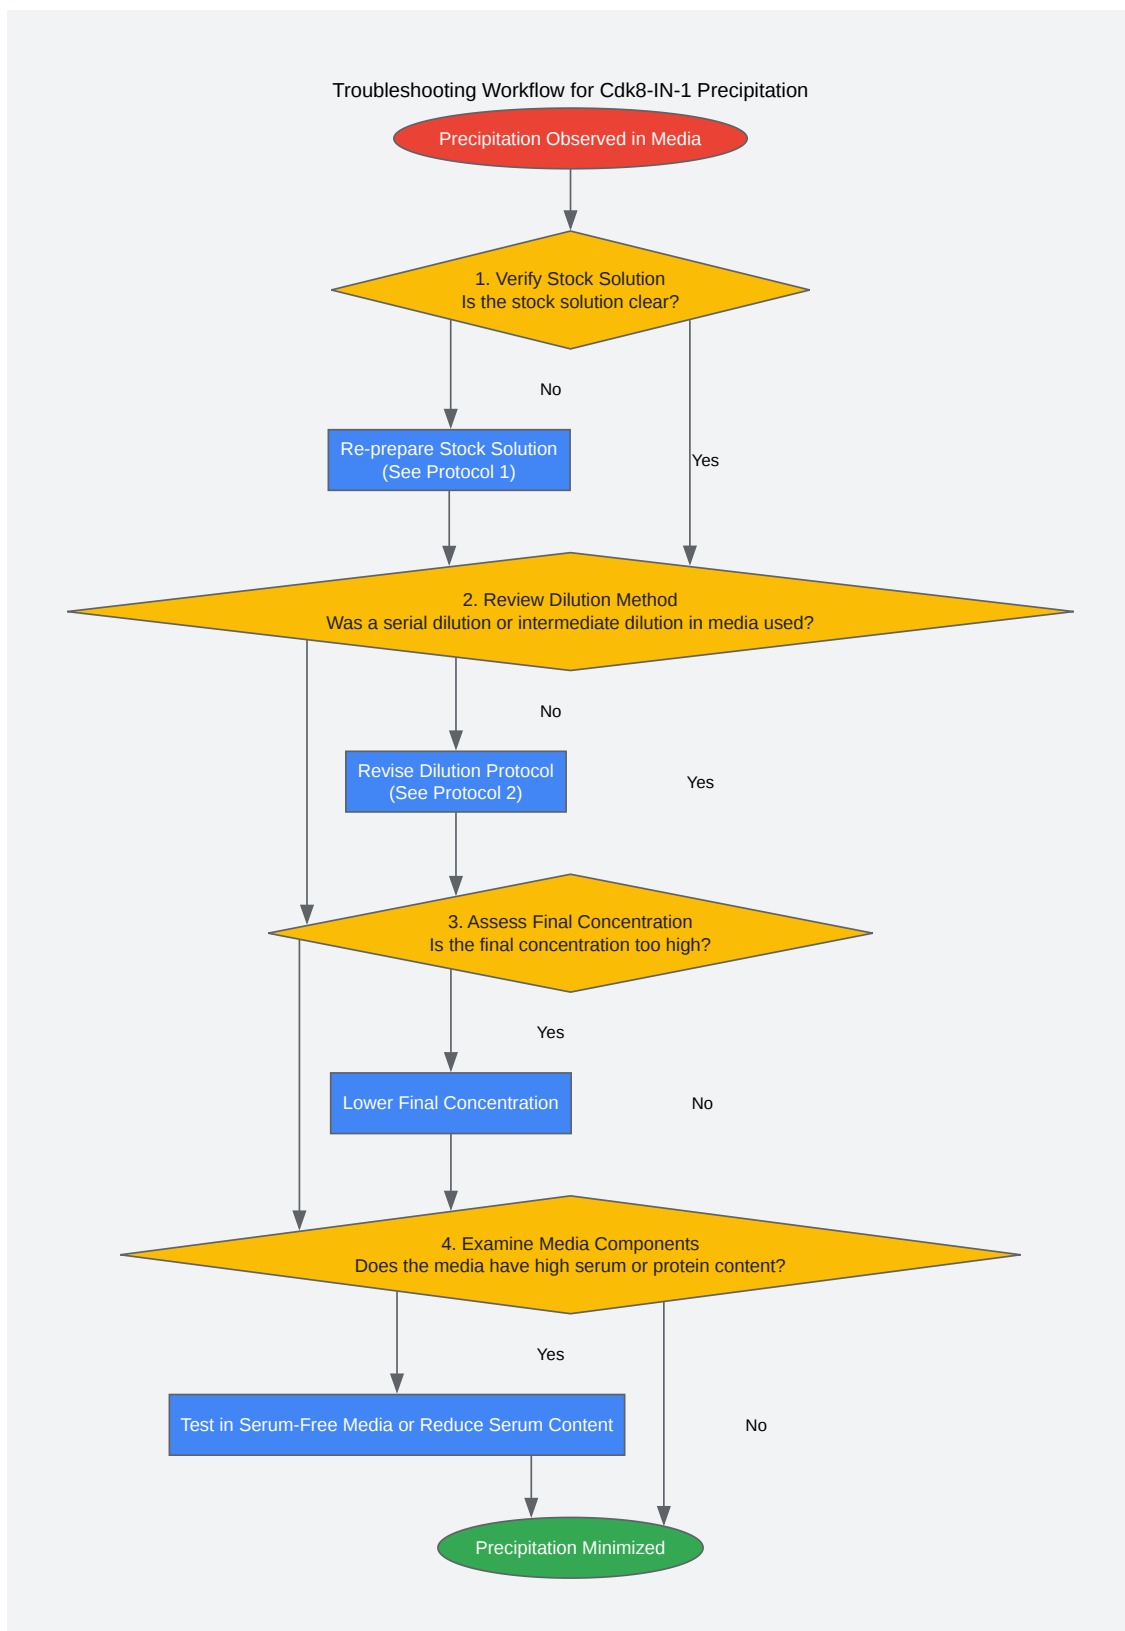 Troubleshooting Workflow for Cdk8-IN-1 Precipitation
Precipitation Observed in Media
1. Verify Stock Solution
Is the stock solution clear?
No
Re-prepare Stock Solution
(See Protocol 1)
Yes
2. Review Dilution Method
Was a serial dilution or intermediate dilution in media used?
No
Revise Dilution Protocol
(See Protocol 2)
Yes
3. Assess Final Concentration
Is the final concentration too high?
Yes
Lower Final Concentration
No
4. Examine Media Components
Does the media have high serum or protein content?
Yes
Test in Serum-Free Media or Reduce Serum Content
No
Precipitation Minimized